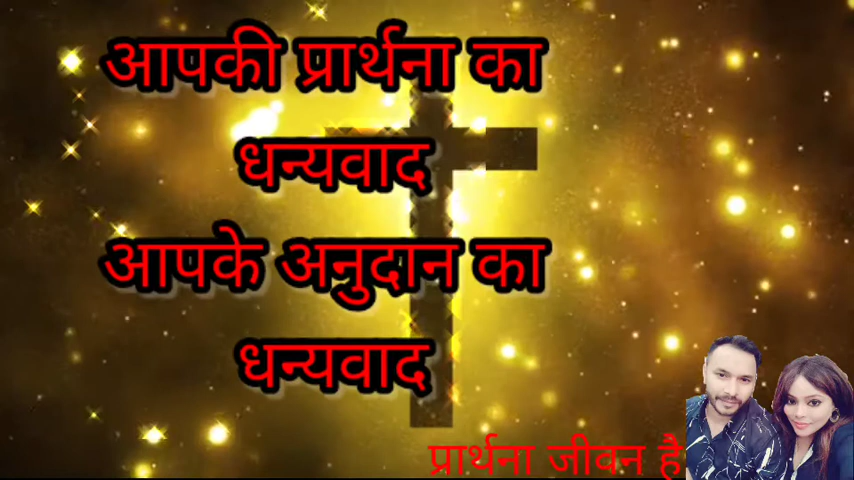 आपकी प्रार्थना का
धन्यवाद
आपके अनुदान का
धन्यवाद
प्रार्थना जीवन है